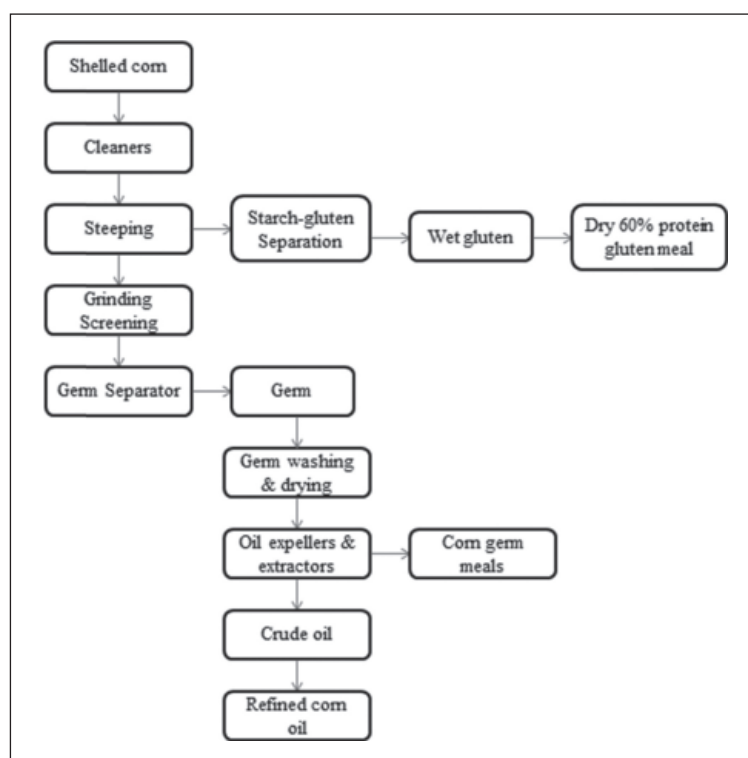 Shelled corn
Cleaners
Steeping
Starch-gluten
Separation
Wet gluten
Dry 60% protein
gluten meal
Grinding
Screening
Germ Separator
Germ
Germ washing
& drying
Oil expellers &
extractors
Corn germ
meals
Crude oil
Refined corn
oil